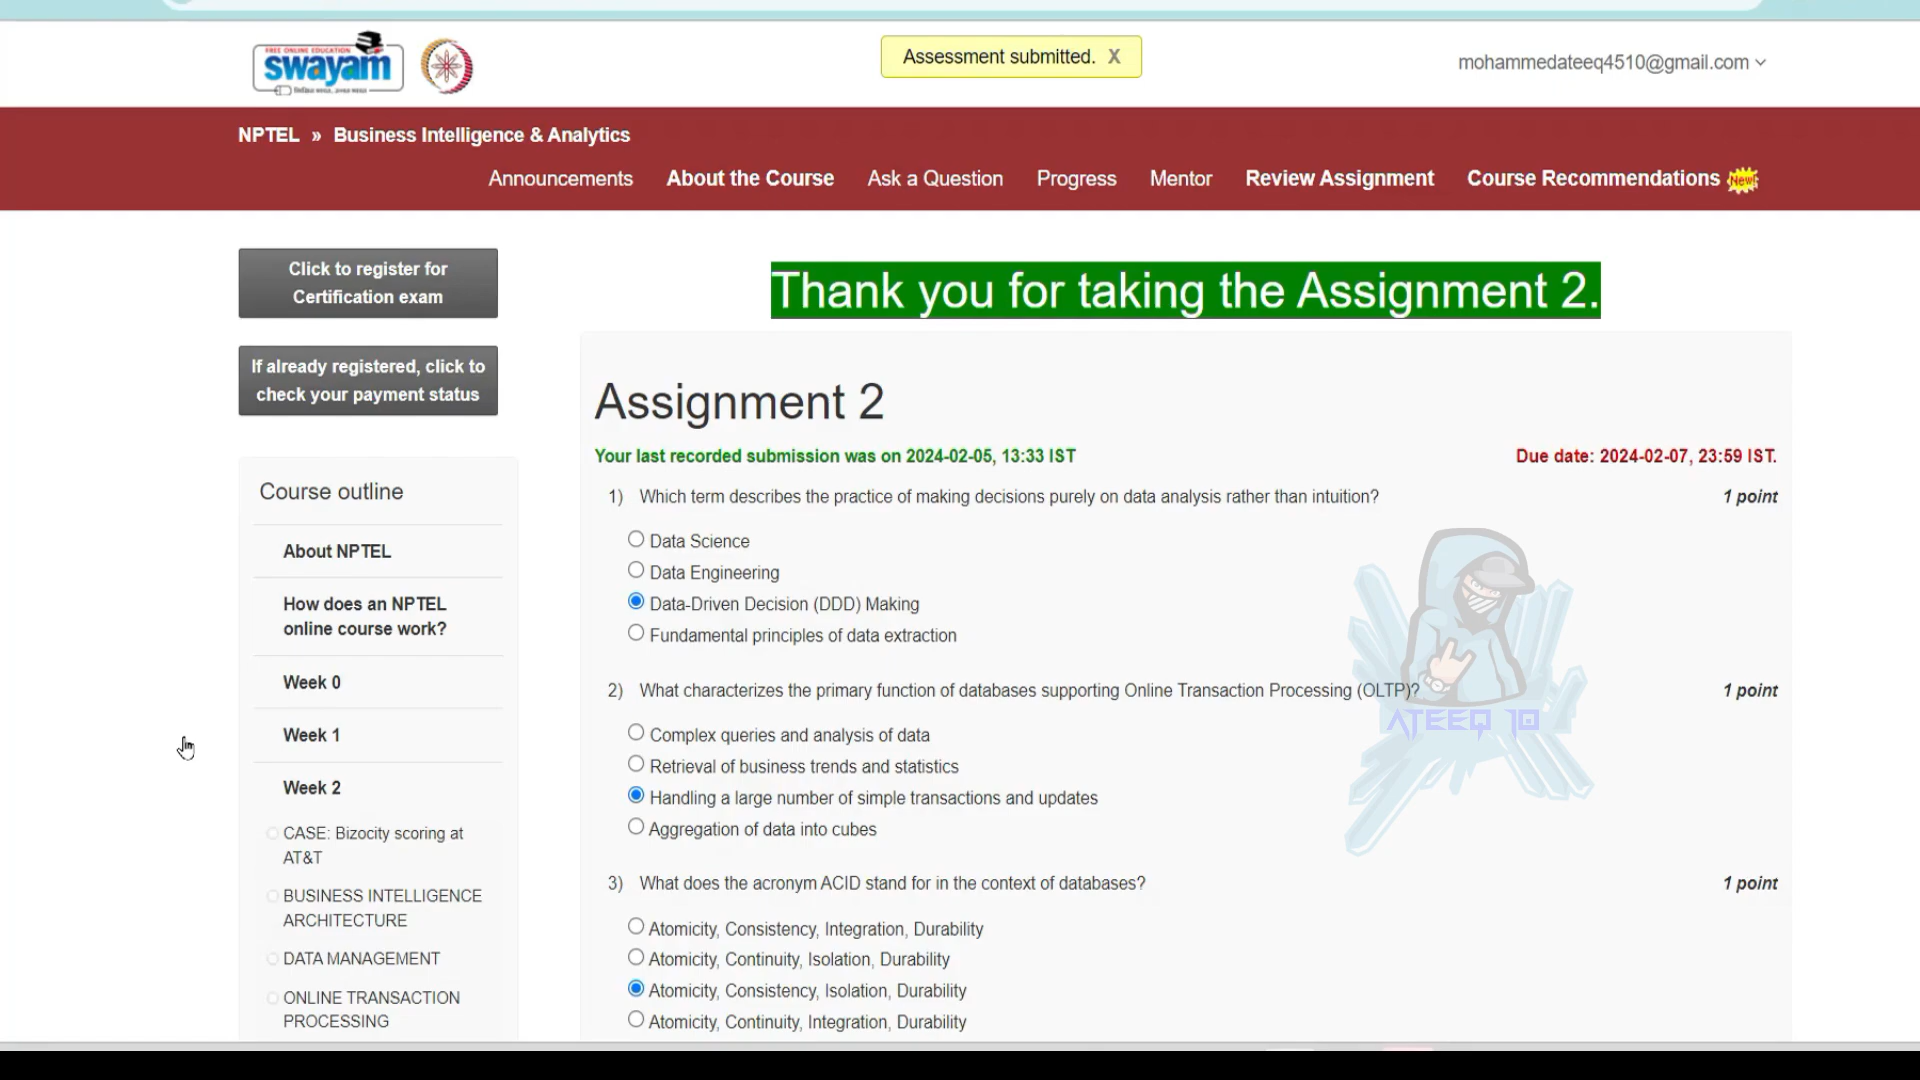 FREE ONLINE EDUCATION
swayam
Assessment submitted. X
mohammedateeq4510@gmail.com
NPTEL » Business Intelligence & Analytics
Announcements About the Course Ask a Question Progress Mentor Review Assignment Course Recommendations New!
Click to register for
Certification exam
If already registered, click to
check your payment status
Course outline
About NPTEL
How does an NPTEL
online course work?
Week 0
Week 1
Week 2
CASE: Bizocity scoring at
AT&T
BUSINESS INTELLIGENCE
ARCHITECTURE
DATA MANAGEMENT
ONLINE TRANSACTION
PROCESSING
Thank you for taking the Assignment 2.
Assignment 2
Your last recorded submission was on 2024-02-05, 13:33 IST Due date: 2024-02-07, 23:59 IST.
1) Which term describes the practice of making decisions purely on data analysis rather than intuition? 1 point
Data Science
Data Engineering
Data-Driven Decision (DDD) Making
Fundamental principles of data extraction
2) What characterizes the primary function of databases supporting Online Transaction Processing (OLTP)? 1 point
Complex queries and analysis of data
Retrieval of business trends and statistics
Handling a large number of simple transactions and updates
Aggregation of data into cubes
3) What does the acronym ACID stand for in the context of databases? 1 point
Atomicity, Consistency, Integration, Durability
Atomicity, Continuity, Isolation, Durability
Atomicity, Consistency, Isolation, Durability
Atomicity, Continuity, Integration, Durability
ATEEQ 10